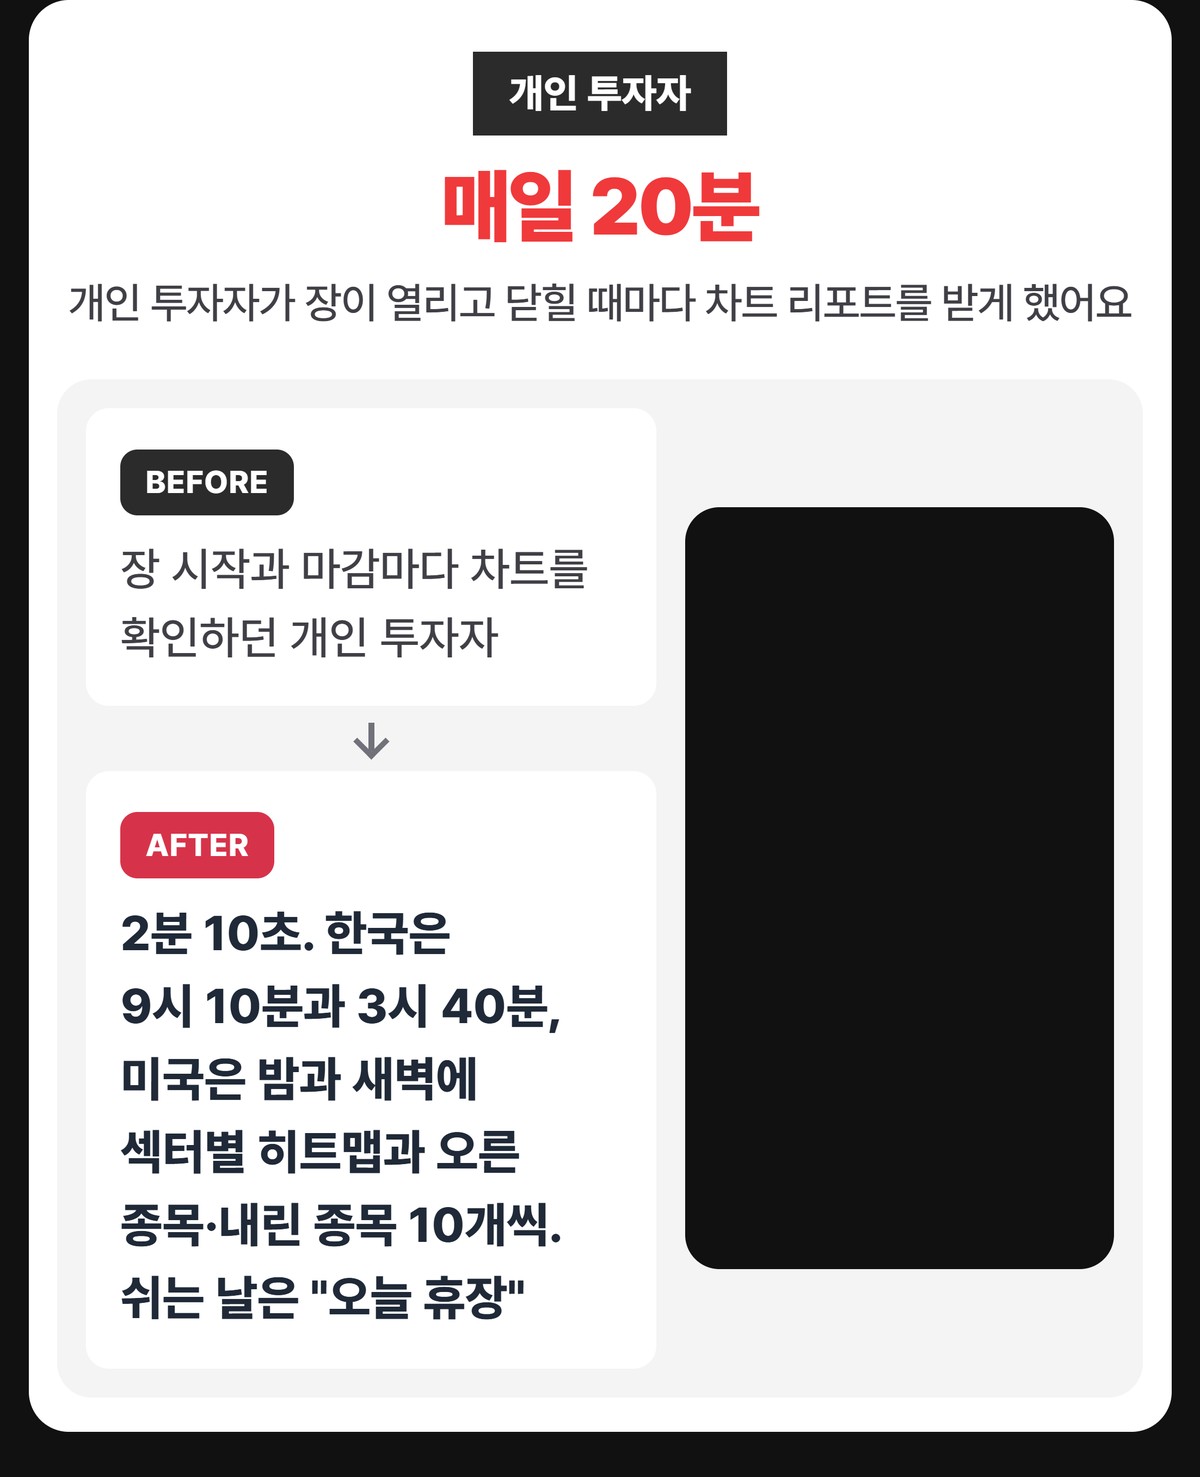 개인 투자자
매일 20분
개인 투자자가 장이 열리고 닫힐 때마다 차트 리포트를 받게 했어요
BEFORE
장 시작과 마감마다 차트를
확인하던 개인 투자자
AFTER
2분 10초. 한국은
9시 10분과 3시 40분,
미국은 밤과 새벽에
섹터별 히트맵과 오른
종목·내린 종목 10개씩.
쉬는 날은 "오늘 휴장"